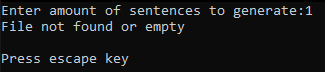 Enter amount of sentences to generate:1
File not found or empty
Press escape key